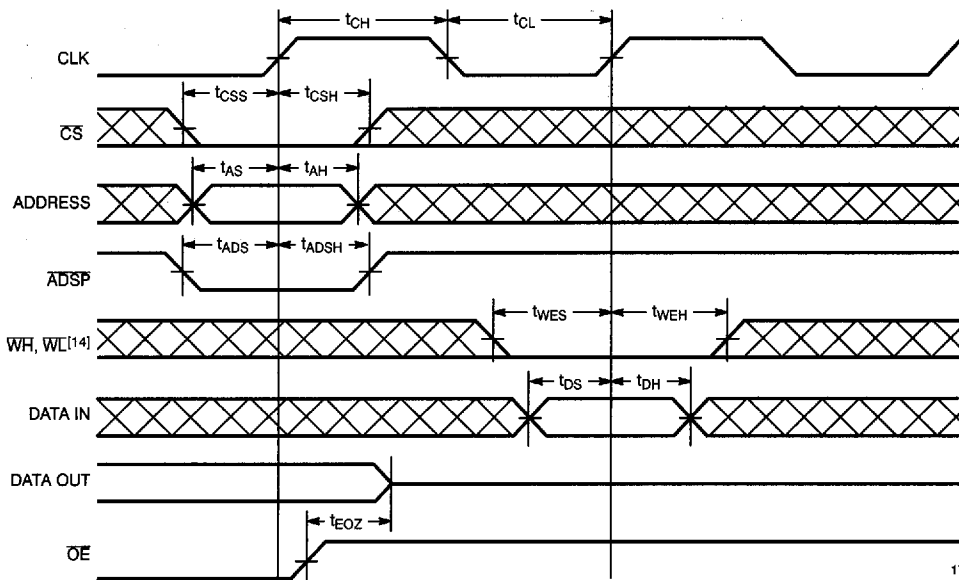 tCH
tCL
CLK
tCSS
tCSH
CS
tAS
tAH
ADDRESS
tADS
tADSH
ADSP
tWES
tWEH
WH, WL[14]
tDS
tDH
DATA IN
DATA OUT
tEOZ
OE